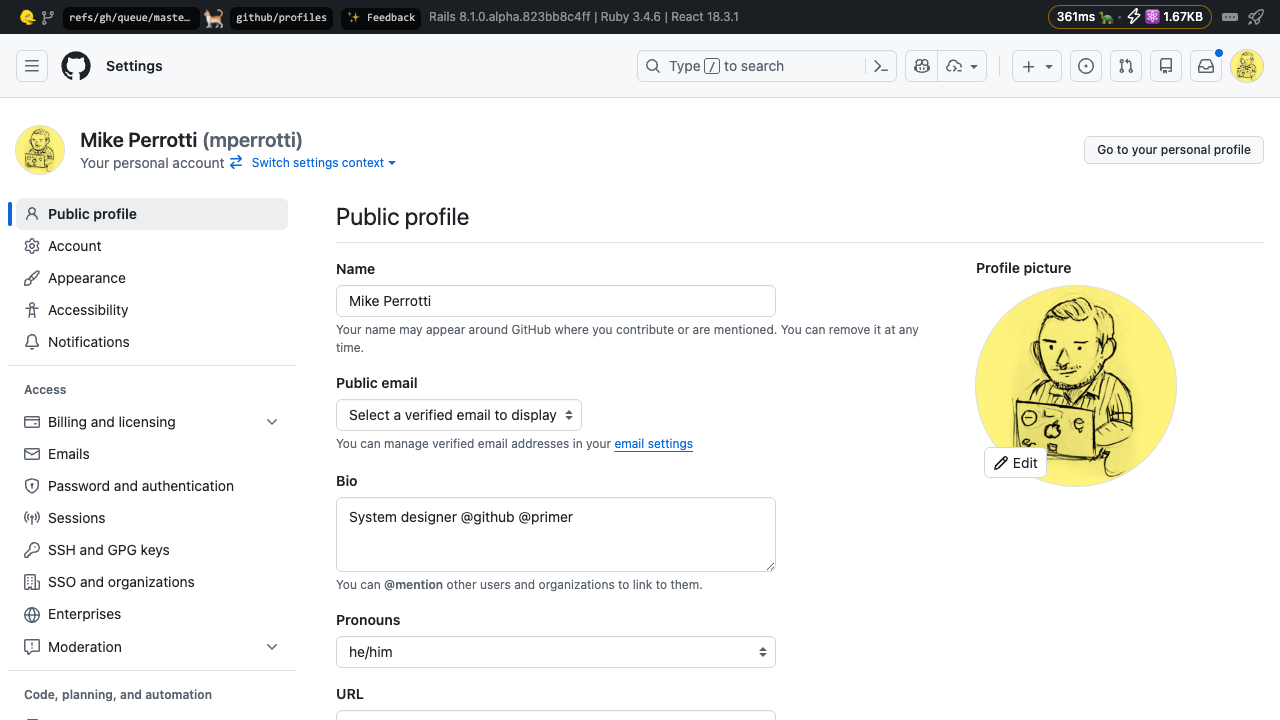 refs/gh/queue/maste… github/profiles Feedback Rails 8.1.0.alpha.823bb8c4ff | Ruby 3.4.6 | React 18.3.1 361ms · 1.67KB
Settings Type / to search
Mike Perrotti (mperrotti)
Your personal account Switch settings context
Go to your personal profile
Public profile
Account
Appearance
Accessibility
Notifications
Access
Billing and licensing
Emails
Password and authentication
Sessions
SSH and GPG keys
SSO and organizations
Enterprises
Moderation
Code, planning, and automation
Public profile
Name
Mike Perrotti
Your name may appear around GitHub where you contribute or are mentioned. You can remove it at any
time.
Public email
Select a verified email to display
You can manage verified email addresses in your email settings
Bio
System designer @github @primer
You can @mention other users and organizations to link to them.
Pronouns
he/him
URL
Profile picture
Edit